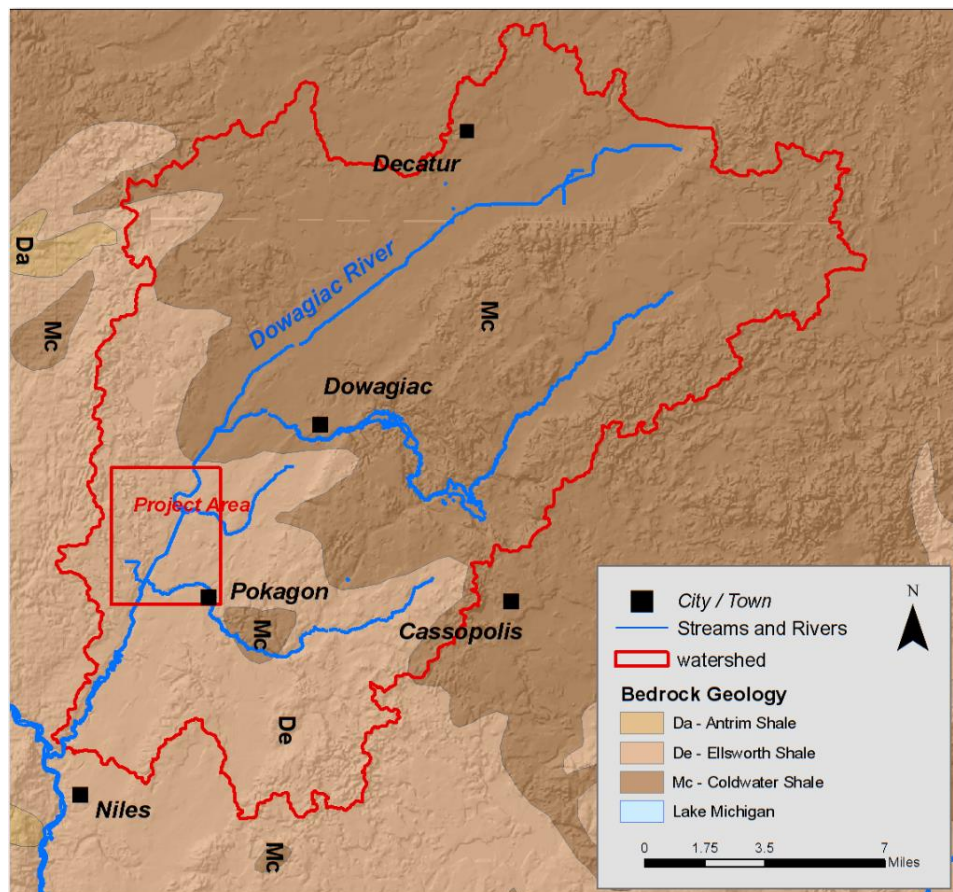 Decatur
Da
Dowagiac River
Mc
Mc
Dowagiac
Project Area
Pokagon
Mc
Cassopolis
De
Niles
Mc
N
City / Town
Streams and Rivers
watershed
Bedrock Geology
Da - Antrim Shale
De - Ellsworth Shale
Mc - Coldwater Shale
Lake Michigan
0 1.75 3.5 7
Miles